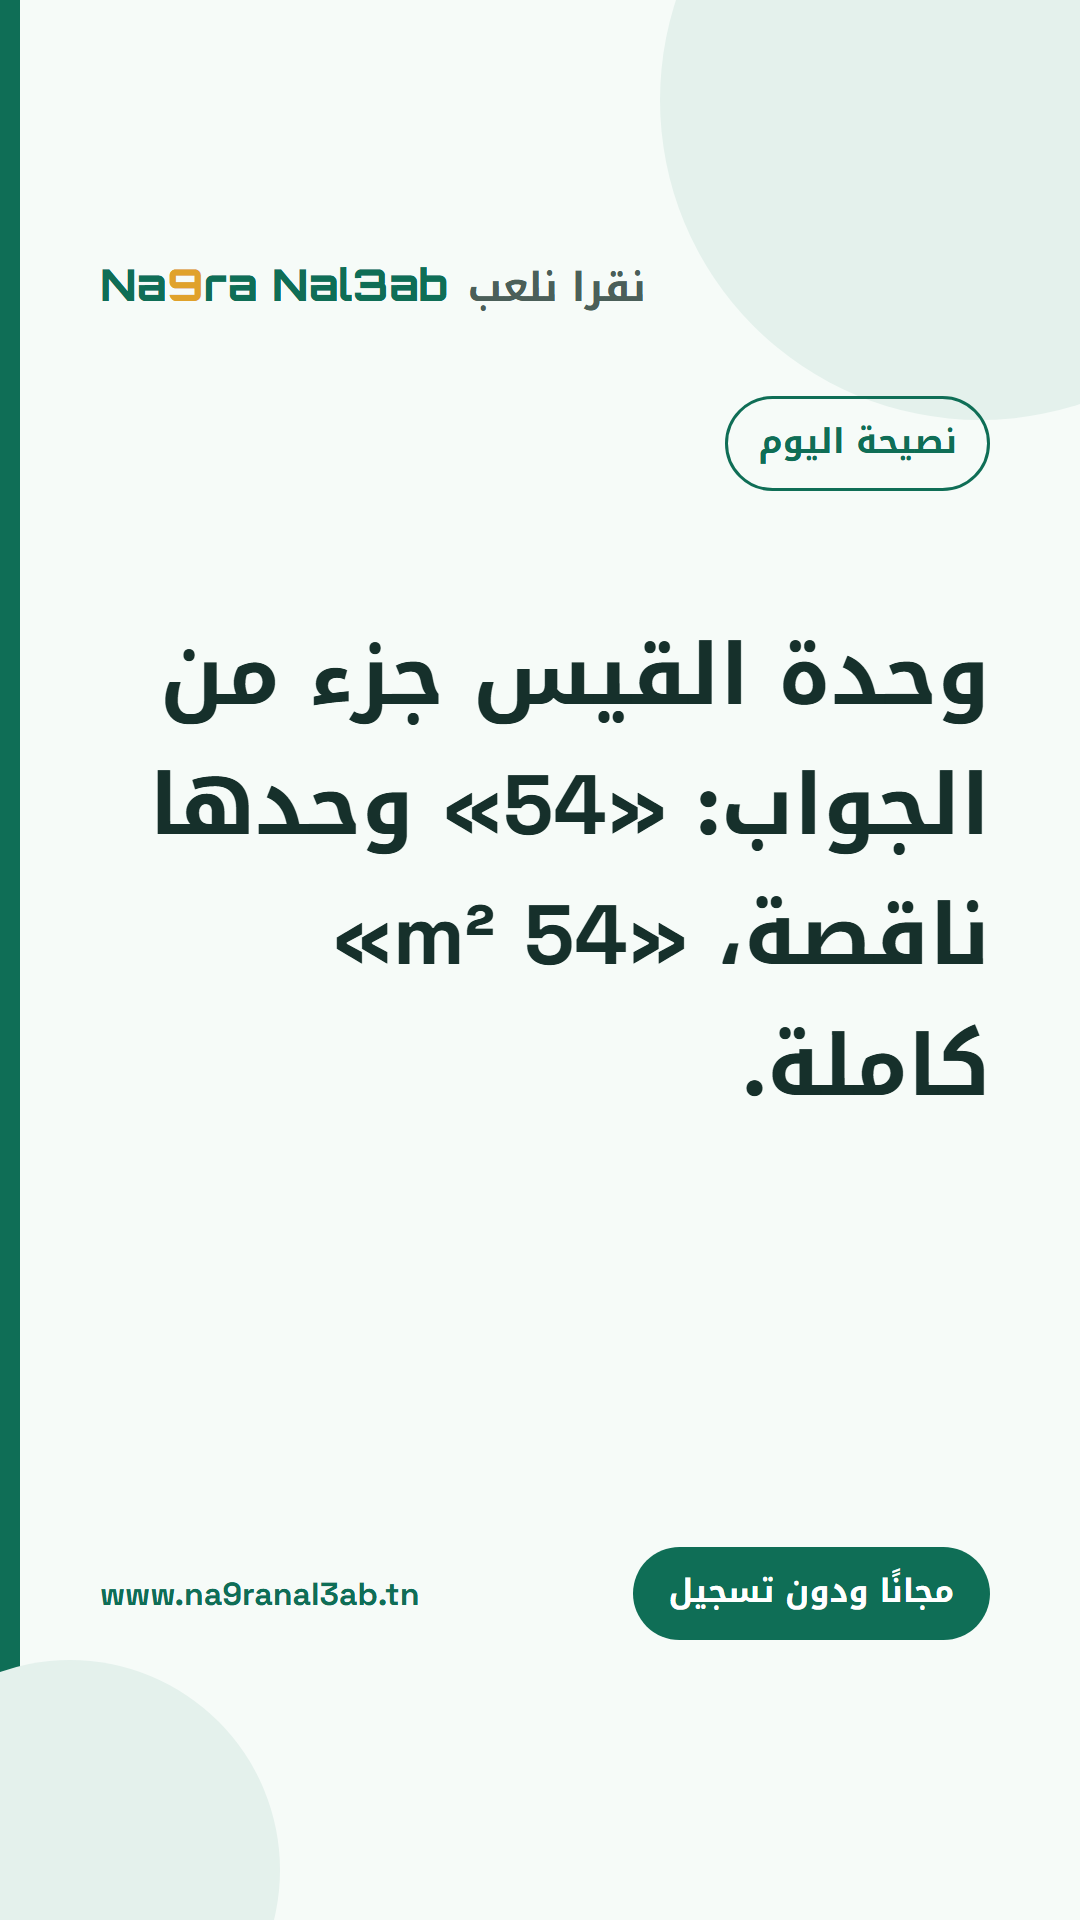 Na9ra Nal3ab نقرا نلعب
نصيحة اليوم
وحدة القيس جزء من
الجواب: «54» وحدها
ناقصة، «54 m²»
كاملة.
www.na9ranal3ab.tn
مجانًا ودون تسجيل